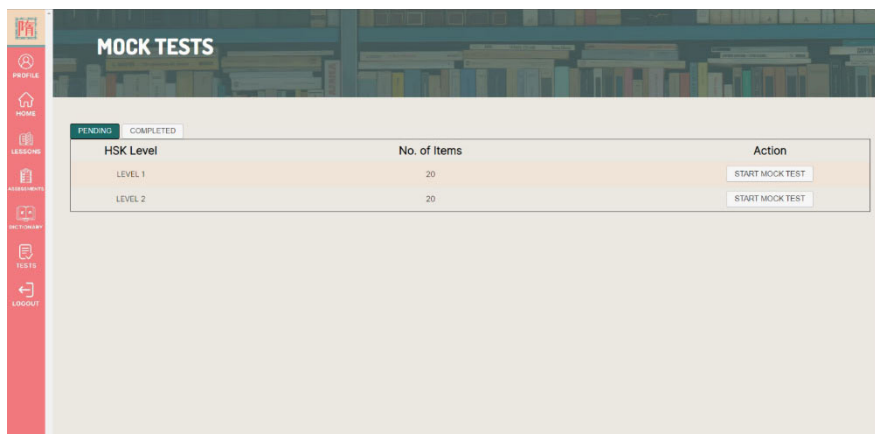 隋
PROFILE
HOME
LESSONS
ASSESSMENTS
DICTIONARY
TESTS
LOGOUT
MOCK TESTS
PENDING COMPLETED
HSK Level No. of Items Action
LEVEL 1 20 START MOCK TEST
LEVEL 2 20 START MOCK TEST